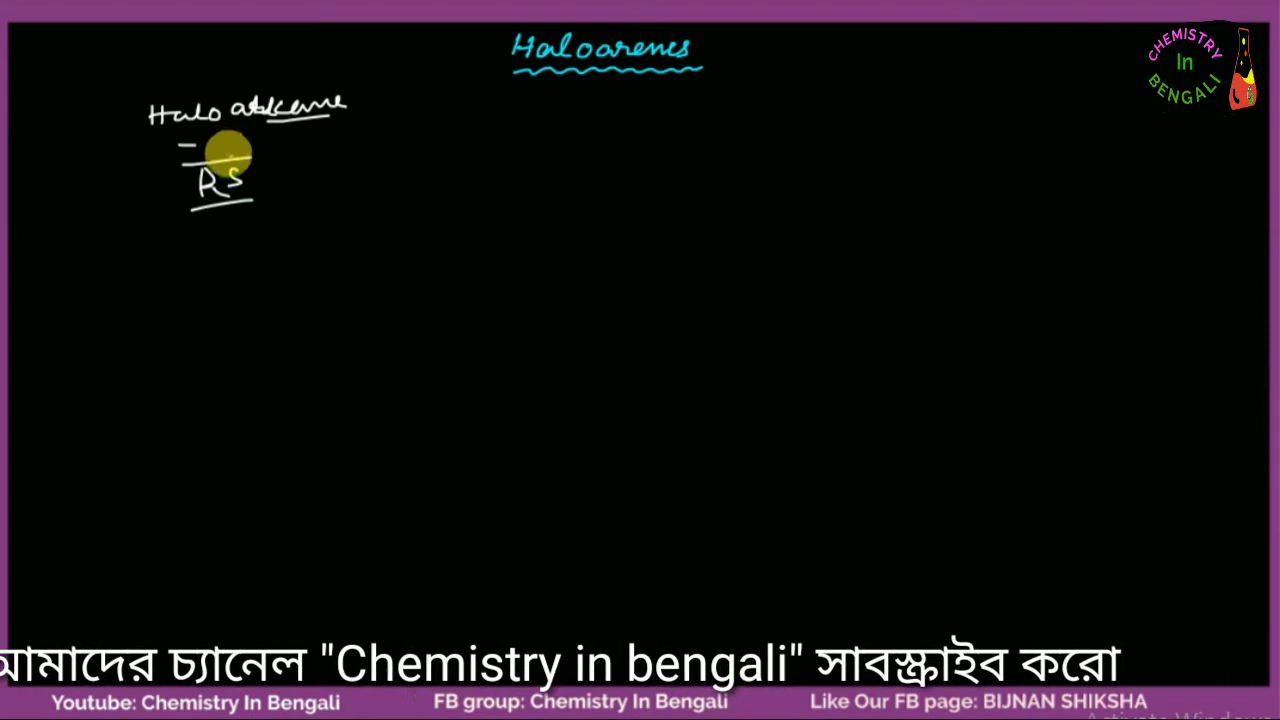 Haloarenes
CHEMISTRY
In
BENGALI
Halo alkane
আমাদের চ্যানেল "Chemistry in bengali" সাবস্ক্রাইব করো
Youtube: Chemistry In Bengali
FB group: Chemistry In Bengali
Like Our FB page: BIJNAN SHIKSHA